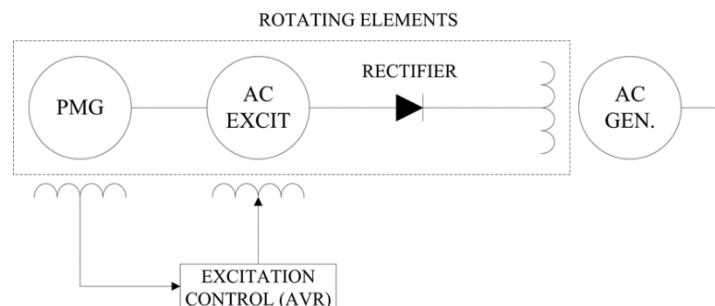 ROTATING ELEMENTS
PMG
AC
EXCIT
RECTIFIER
AC
GEN.
EXCITATION
CONTROL (AVR)